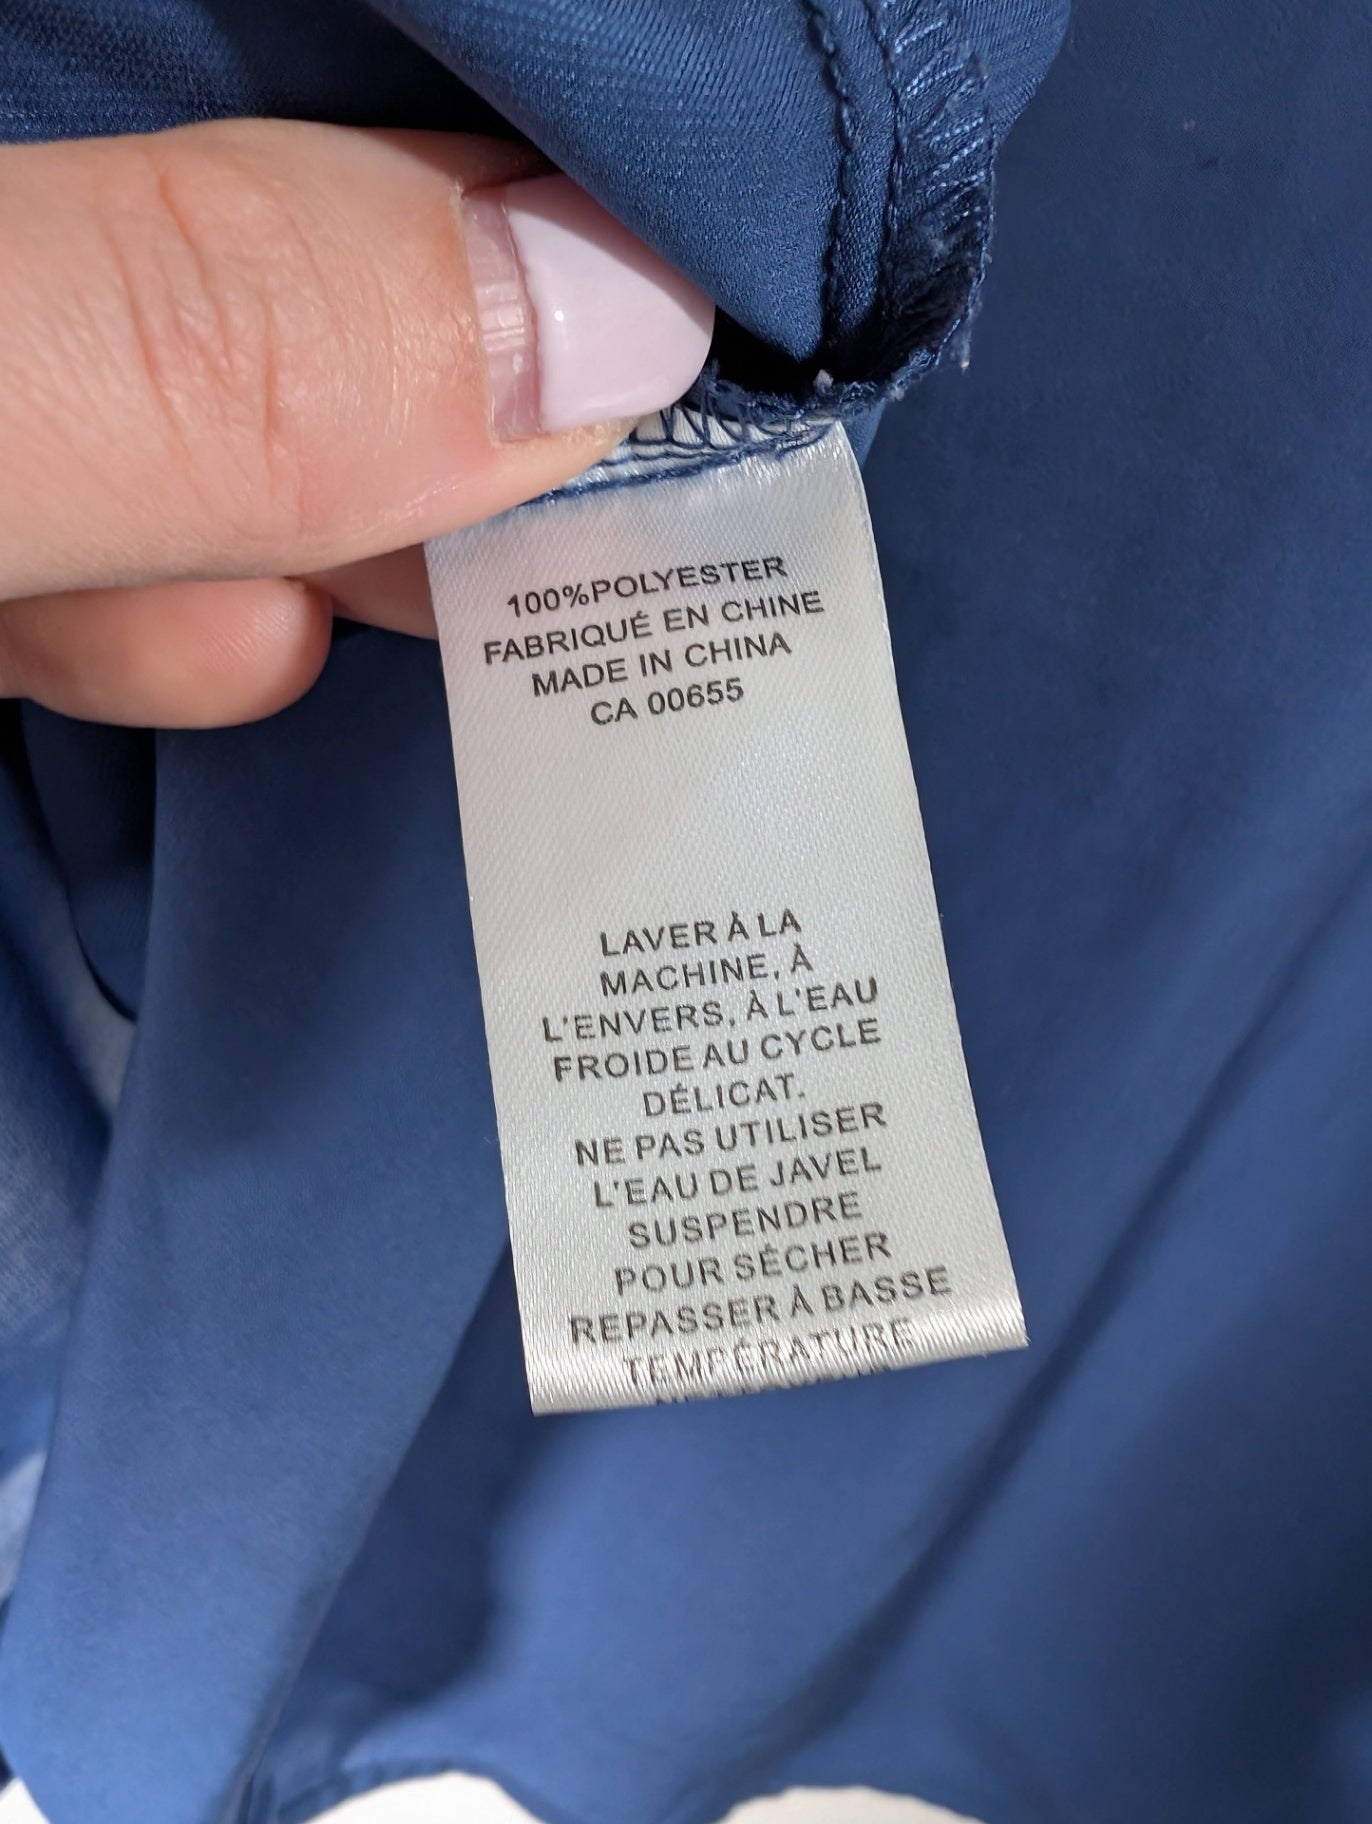 100%POLYESTER
FABRIQUÉ EN CHINE
MADE IN CHINA
CA 00655
LAVER À LA
MACHINE, À
L'ENVERS, À L'EAU
FROIDE AU CYCLE
DÉLICAT.
NE PAS UTILISER
L'EAU DE JAVEL
SUSPENDRE
POUR SÉCHER
REPASSER À BASSE
TEMPÉRATURE